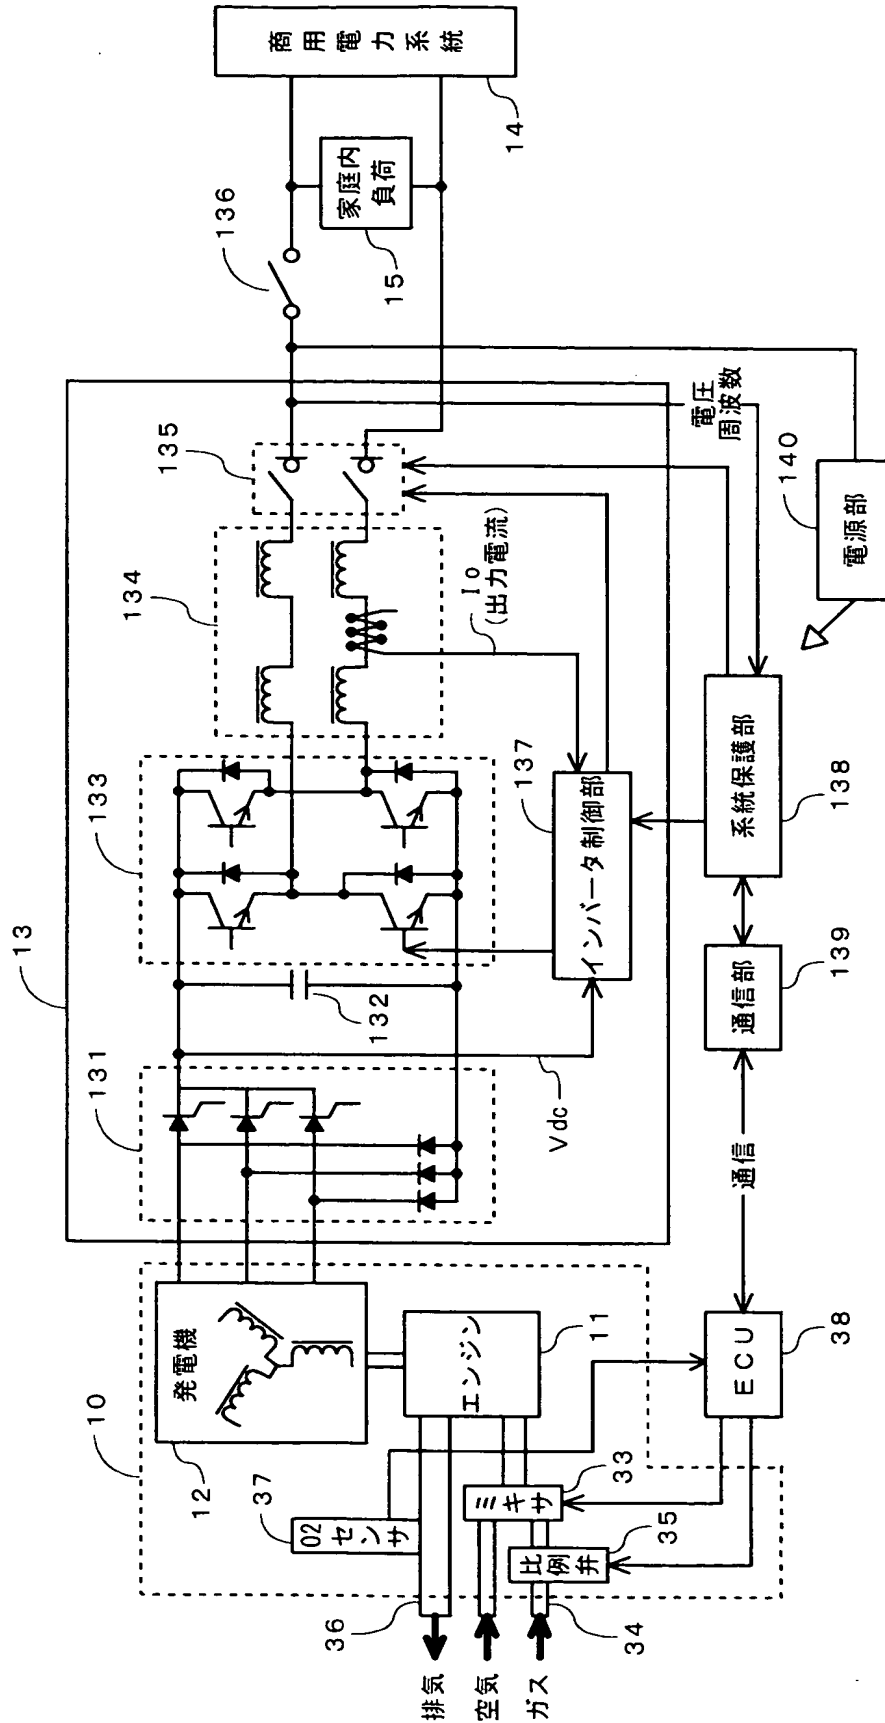 10
12
発電機
37
O2
センサ
エンジン
11
36
排気
空気
ガス
34
ミキサ
33
比例弁
35
ECU
38
通信
13
131
132
Vdc
133
134
Io
(出力電流)
135
インバータ制御部
137
電圧
周波数
系統保護部
138
通信部
139
電源部
140
136
家庭内
負荷
15
商用電力系統
14